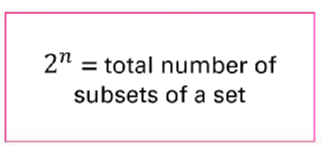 2ⁿ = total number of
subsets of a set